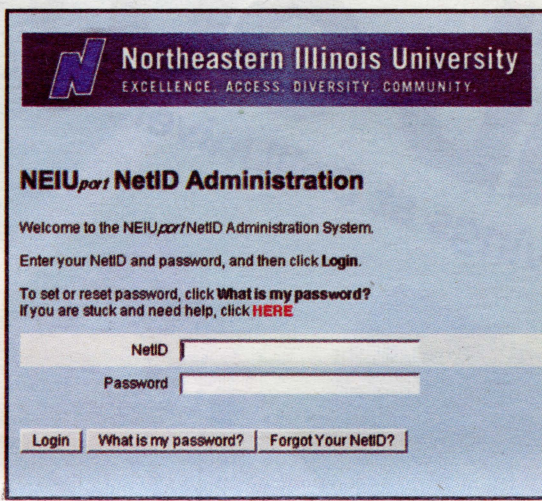 Northeastern Illinois University
EXCELLENCE. ACCESS. DIVERSITY. COMMUNITY.
NEIUport NetID Administration
Welcome to the NEIUport NetID Administration System.
Enter your NetID and password, and then click Login.
To set or reset password, click What is my password?
If you are stuck and need help, click HERE
NetID
Password
Login What is my password? Forgot Your NetID?